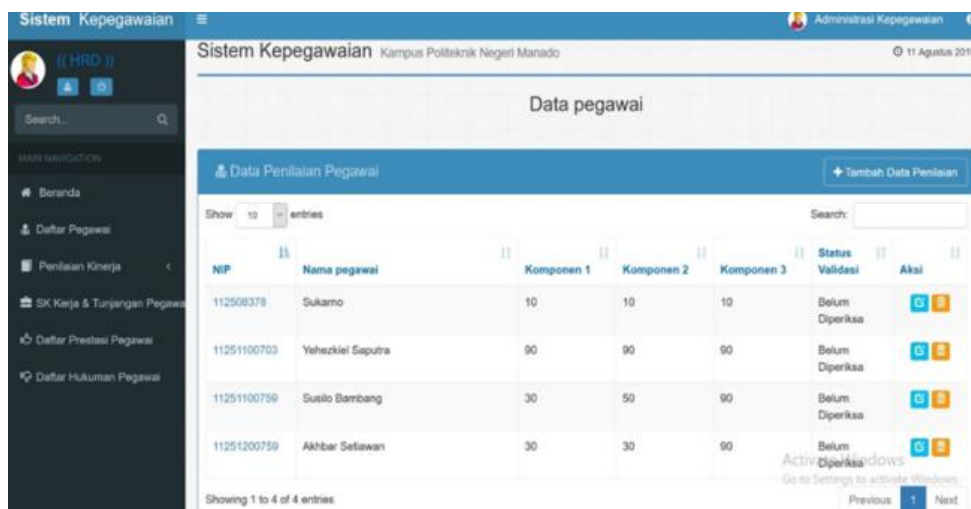 Sistem Kepegawaian
Administrasi Kepegawaian
(( HRD ))
Search...
MAIN NAVIGATION
Beranda
Daftar Pegawai
Penilaian Kinerja
SK Kerja & Tunjangan Pegawa
Daftar Prestasi Pegawai
Daftar Hukuman Pegawai
Sistem Kepegawaian Kampus Politeknik Negeri Manado
11 Agustus 201
Data pegawai
Data Penilaian Pegawai
+ Tambah Data Penilaian
Show 10 entries
Search:
NIP Nama pegawai Komponen 1 Komponen 2 Komponen 3 Status Validasi Aksi
112508378 Sukarno 10 10 10 Belum Diperiksa
11251100703 Yehezkiel Saputra 90 90 90 Belum Diperiksa
11251100759 Susilo Bambang 30 50 90 Belum Diperiksa
11251200759 Akhbar Setiawan 30 30 90 Belum Diperiksa
Activate Windows
Go to Settings to activate Windows.
Showing 1 to 4 of 4 entries
Previous 1 Next